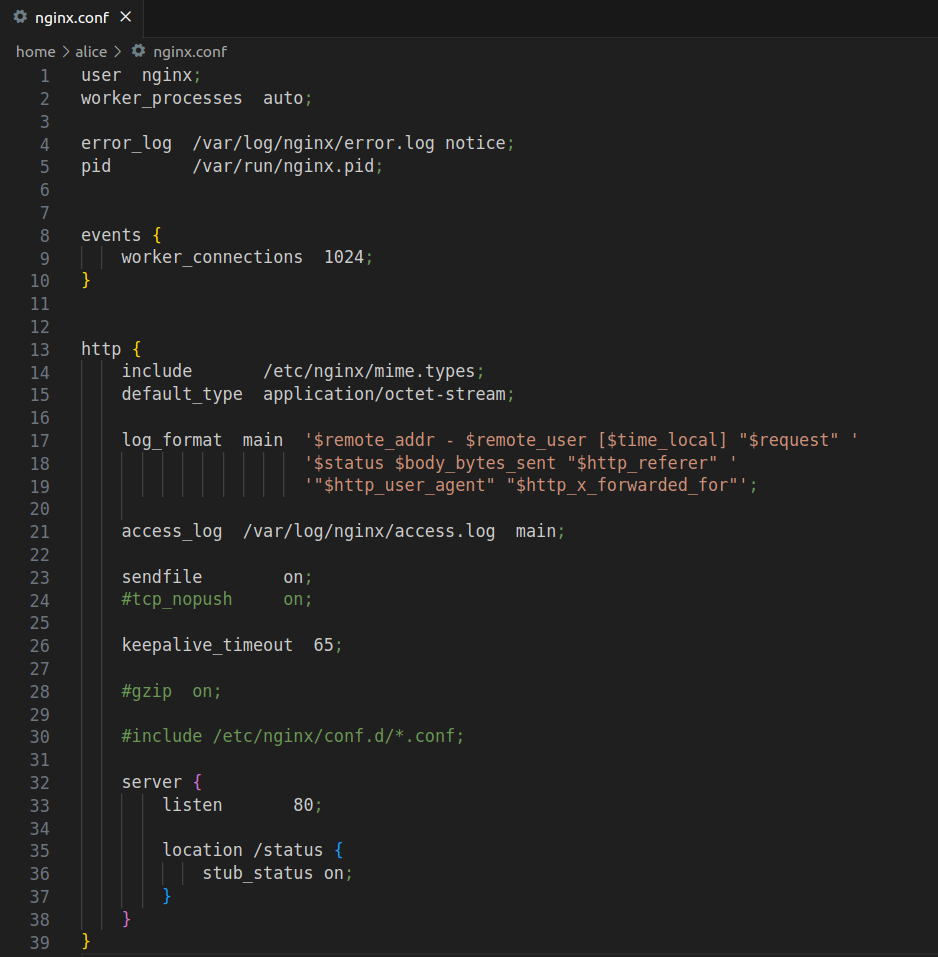 nginx.conf
home > alice > nginx.conf
1 user  nginx;
2 worker_processes  auto;
3
4 error_log  /var/log/nginx/error.log notice;
5 pid        /var/run/nginx.pid;
6
7
8 events {
9     worker_connections  1024;
10 }
11
12
13 http {
14     include       /etc/nginx/mime.types;
15     default_type  application/octet-stream;
16
17     log_format  main  '$remote_addr - $remote_user [$time_local] "$request" '
18                       '$status $body_bytes_sent "$http_referer" '
19                       '"$http_user_agent" "$http_x_forwarded_for"';
20
21     access_log  /var/log/nginx/access.log  main;
22
23     sendfile        on;
24     #tcp_nopush     on;
25
26     keepalive_timeout  65;
27
28     #gzip  on;
29
30     #include /etc/nginx/conf.d/*.conf;
31
32     server {
33         listen       80;
34
35         location /status {
36             stub_status on;
37         }
38     }
39 }